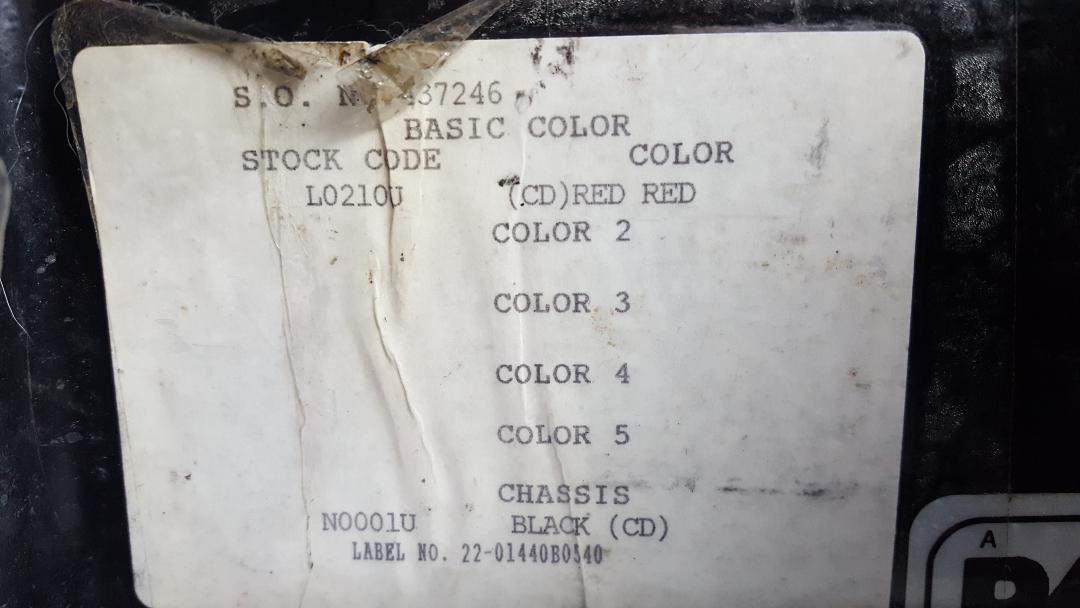 S.O. N 437246
BASIC COLOR
STOCK CODE COLOR
L0210U (CD)RED RED
COLOR 2
COLOR 3
COLOR 4
COLOR 5
CHASSIS
N0001U BLACK (CD)
LABEL NO. 22-01440B0540
A